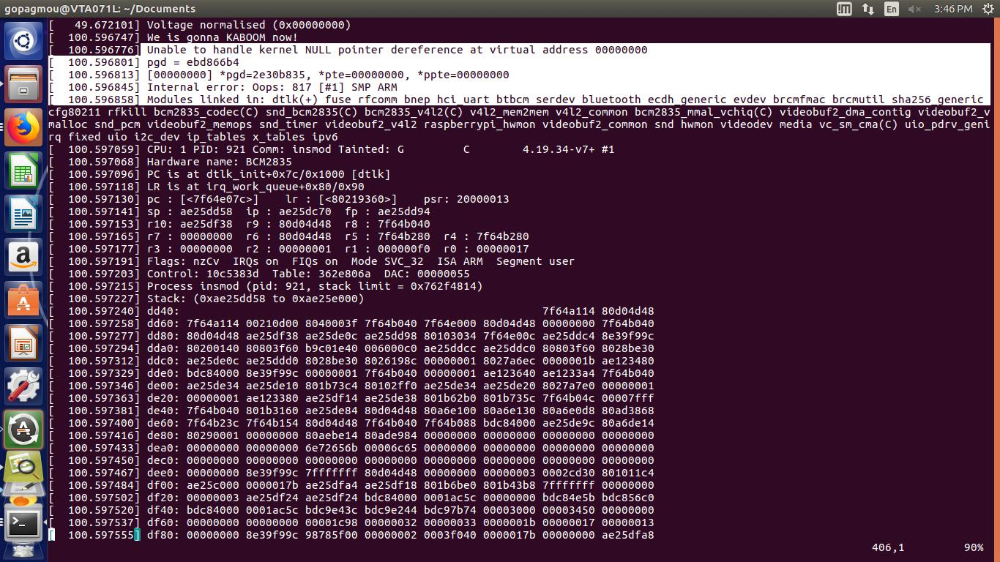 gopagmou@VTA071L: ~/Documents
En
3:46 PM
[   49.672101] Voltage normalised (0x00000000)
[  100.596747] We is gonna KABOOM now!
[  100.596776] Unable to handle kernel NULL pointer dereference at virtual address 00000000
[  100.596801] pgd = ebd866b4
[  100.596813] [00000000] *pgd=2e30b835, *pte=00000000, *ppte=00000000
[  100.596845] Internal error: Oops: 817 [#1] SMP ARM
[  100.596858] Modules linked in: dtlk(+) fuse rfcomm bnep hci_uart btbcm serdev bluetooth ecdh_generic evdev brcmfmac brcmutil sha256_generic
cfg80211 rfkill bcm2835_codec(C) snd_bcm2835(C) bcm2835_v4l2(C) v4l2_mem2mem v4l2_common bcm2835_mmal_vchiq(C) videobuf2_dma_contig videobuf2_v
malloc snd_pcm videobuf2_memops snd_timer videobuf2_v4l2 raspberrypi_hwmon videobuf2_common snd hwmon videodev media vc_sm_cma(C) uio_pdrv_geni
rq fixed uio i2c_dev ip_tables x_tables ipv6
[  100.597059] CPU: 1 PID: 921 Comm: insmod Tainted: G         C        4.19.34-v7+ #1
[  100.597068] Hardware name: BCM2835
[  100.597096] PC is at dtlk_init+0x7c/0x1000 [dtlk]
[  100.597118] LR is at irq_work_queue+0x80/0x90
[  100.597130] pc : [<7f64e07c>]    lr : [<80219360>]    psr: 20000013
[  100.597141] sp : ae25dd58  ip : ae25dc70  fp : ae25dd94
[  100.597153] r10: ae25df38  r9 : 80d04d48  r8 : 7f64b040
[  100.597165] r7 : 00000000  r6 : 80d04d48  r5 : 7f64b280  r4 : 7f64b280
[  100.597177] r3 : 00000000  r2 : 00000001  r1 : 000000f0  r0 : 00000017
[  100.597191] Flags: nzCv  IRQs on  FIQs on  Mode SVC_32  ISA ARM  Segment user
[  100.597203] Control: 10c5383d  Table: 362e806a  DAC: 00000055
[  100.597215] Process insmod (pid: 921, stack limit = 0x762f4814)
[  100.597227] Stack: (0xae25dd58 to 0xae25e000)
[  100.597240] dd40:                                                       7f64a114 80d04d48
[  100.597258] dd60: 7f64a114 00210d00 8040003f 7f64b040 7f64e000 80d04d48 00000000 7f64b040
[  100.597277] dd80: 80d04d48 ae25df38 ae25de0c ae25dd98 80103034 7f64e00c ae25ddc4 8e39f99c
[  100.597294] dda0: 80200140 80803f60 b9c01e40 006000c0 ae25ddcc ae25ddc0 80803f60 8028be30
[  100.597312] ddc0: ae25de0c ae25ddd0 8028be30 8026198c 00000001 8027a6ec 0000001b ae123480
[  100.597329] dde0: bdc84000 8e39f99c 00000001 7f64b040 00000001 ae123640 ae1233a4 7f64b040
[  100.597346] de00: ae25de34 ae25de10 801b73c4 80102ff0 ae25de34 ae25de20 8027a7e0 00000001
[  100.597363] de20: 00000001 ae123380 ae25df14 ae25de38 801b62b0 801b735c 7f64b04c 00007fff
[  100.597381] de40: 7f64b040 801b3160 ae25de84 80d04d48 80a6e100 80a6e130 80a6e0d8 80ad3868
[  100.597400] de60: 7f64b23c 7f64b154 80d04d48 7f64b040 7f64b088 bdc84000 ae25de9c 80a6de14
[  100.597416] de80: 80290001 00000000 80aebe14 80ade984 00000000 00000000 00000000 00000000
[  100.597433] dea0: 00000000 00000000 6e72656b 00006c65 00000000 00000000 00000000 00000000
[  100.597450] dec0: 00000000 00000000 00000000 00000000 00000000 00000000 00000000 00000000
[  100.597467] dee0: 00000000 8e39f99c 7fffffff 80d04d48 00000000 00000003 0002cd30 801011c4
[  100.597484] df00: ae25c000 0000017b ae25dfa4 ae25df18 801b6be0 801b43b8 7fffffff 00000000
[  100.597502] df20: 00000003 ae25df24 ae25df24 bdc84000 0001ac5c 00000000 bdc84e5b bdc856c0
[  100.597520] df40: bdc84000 0001ac5c bdc9e43c bdc9e244 bdc97b74 00003000 00003450 00000000
[  100.597537] df60: 00000000 00000000 00001c98 00000032 00000033 0000001b 00000017 00000013
[  100.597555] df80: 00000000 8e39f99c 98785f00 00000002 0003f040 0000017b 00000000 ae25dfa8
406,1         90%